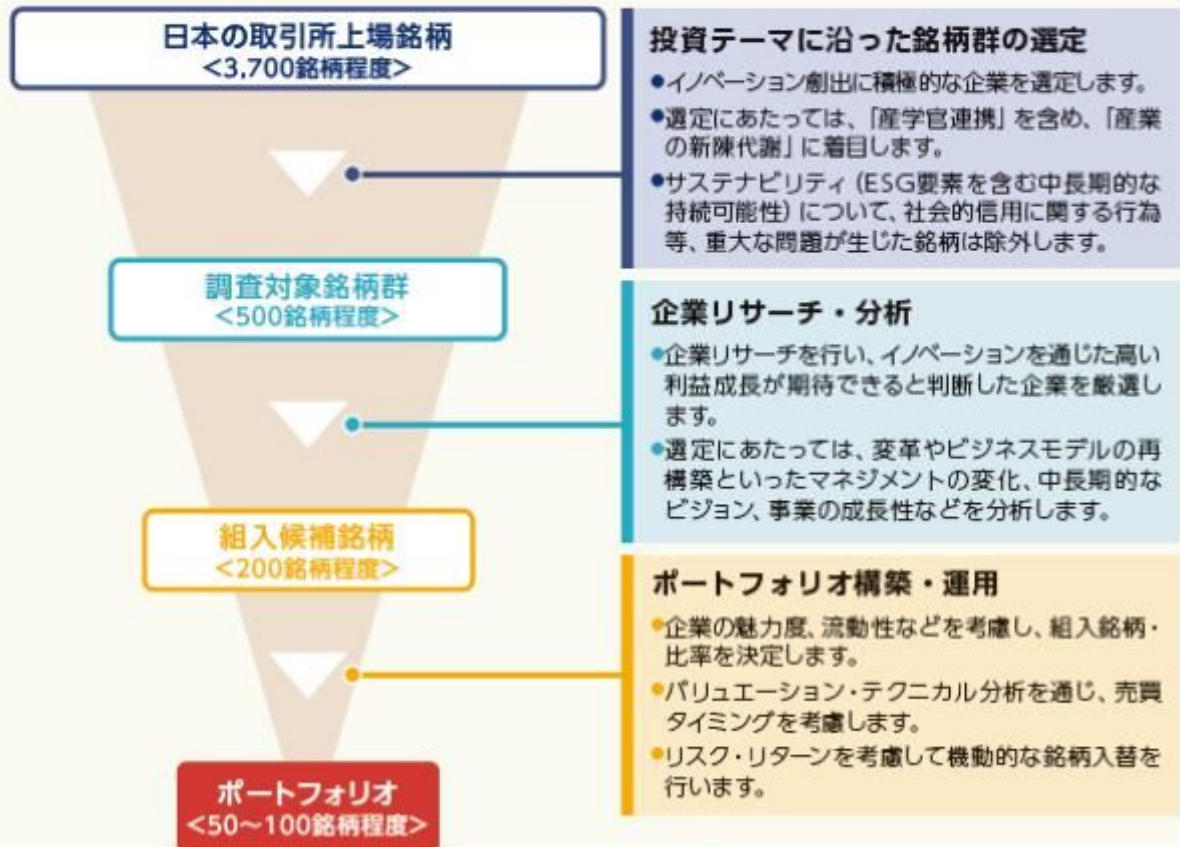 日本の取引所上場銘柄
<3,700銘柄程度>
投資テーマに沿った銘柄群の選定
●イノベーション創出に積極的な企業を選定します。
●選定にあたっては、「産学官連携」を含め、「産業
の新陳代謝」に着目します。
●サステナビリティ(ESG要素を含む中長期的な
持続可能性)について、社会的信用に関する行為
等、重大な問題が生じた銘柄は除外します。
調査対象銘柄群
<500銘柄程度>
企業リサーチ・分析
●企業リサーチを行い、イノベーションを通じた高い
利益成長が期待できると判断した企業を厳選し
ます。
●選定にあたっては、変革やビジネスモデルの再
構築といったマネジメントの変化、中長期的な
ビジョン、事業の成長性などを分析します。
組入候補銘柄
<200銘柄程度>
ポートフォリオ構築・運用
●企業の魅力度、流動性などを考慮し、組入銘柄・
比率を決定します。
●バリュエーション・テクニカル分析を通じ、売買
タイミングを考慮します。
●リスク・リターンを考慮して機動的な銘柄入替を
行います。
ポートフォリオ
<50～100銘柄程度>